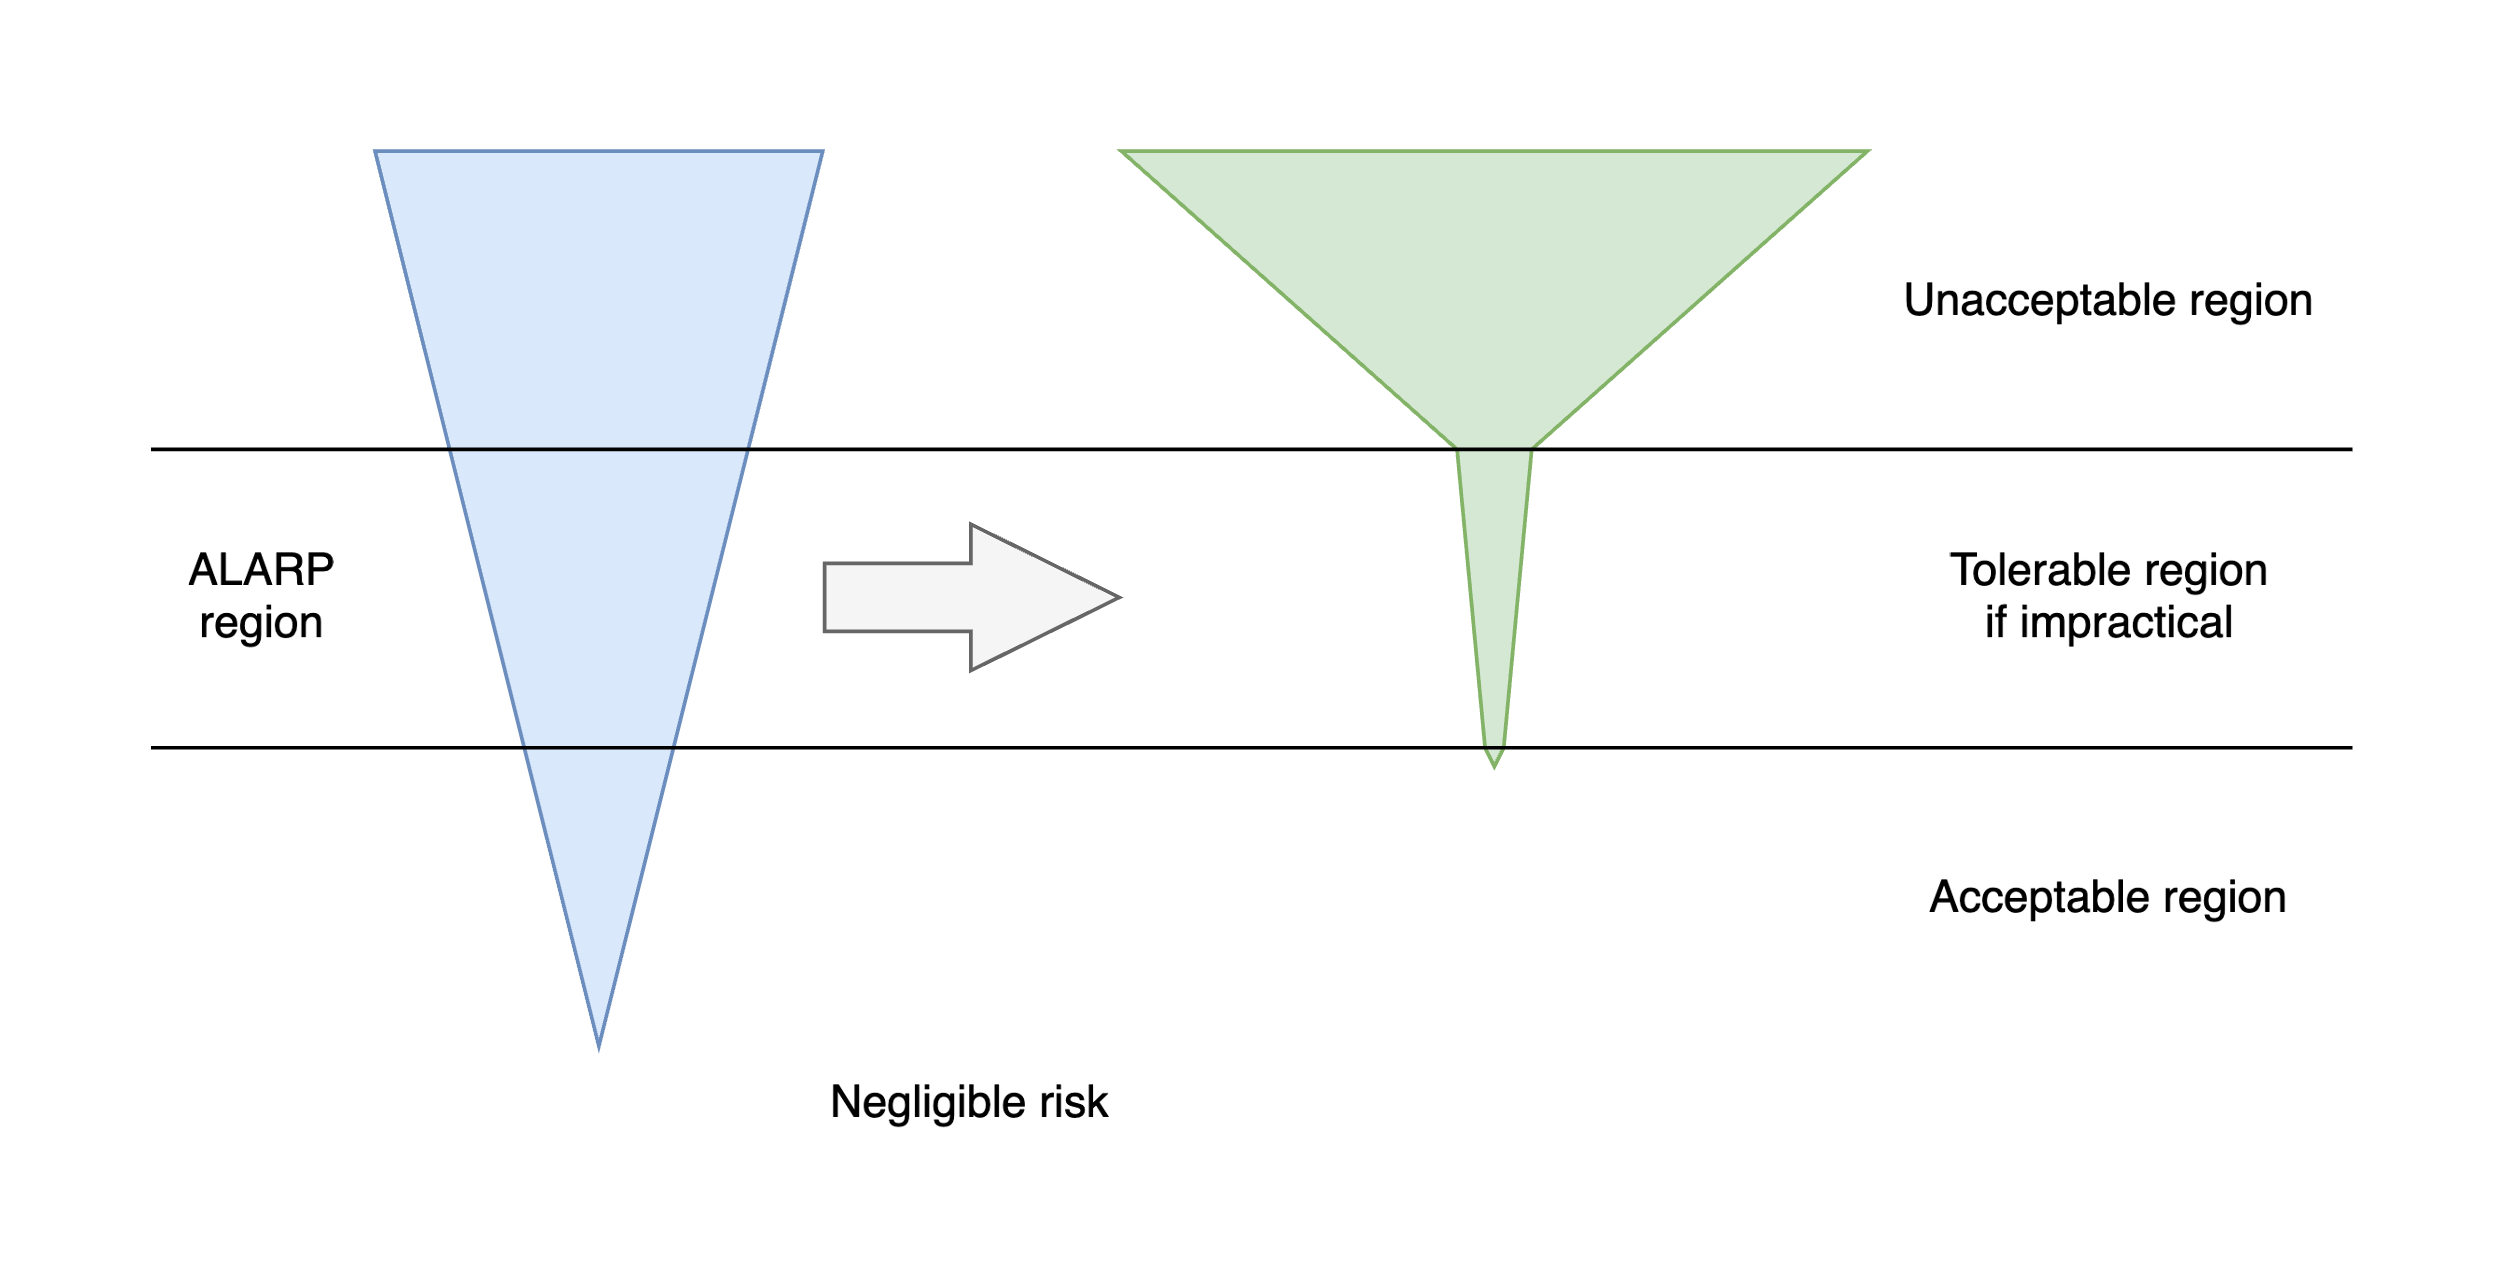 Unacceptable region
ALARP
region
Tolerable region
if impractical
Acceptable region
Negligible risk